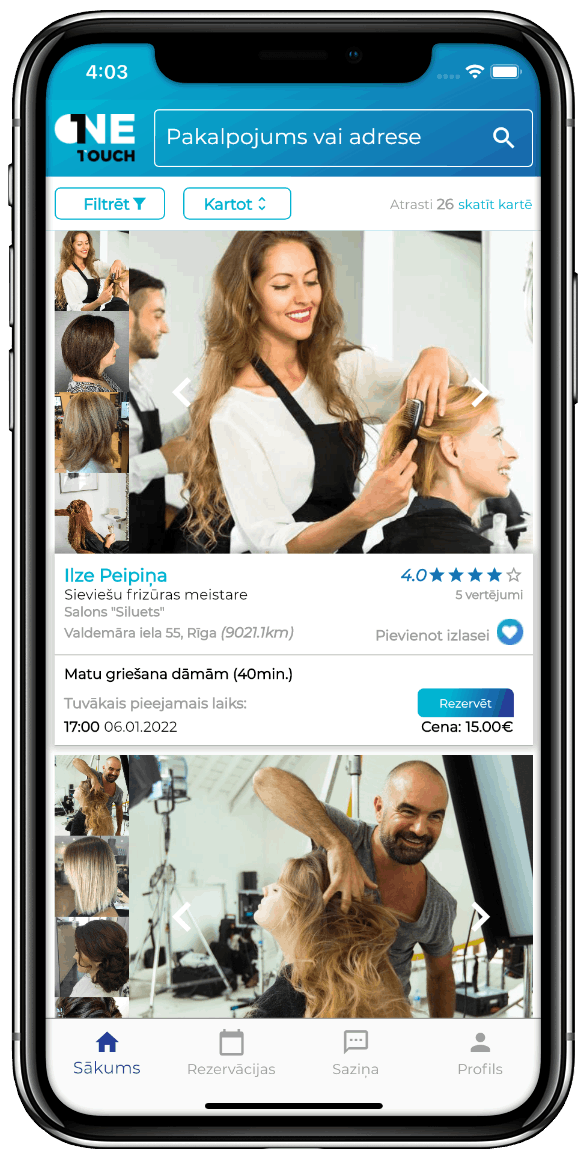 4:03
ONE
TOUCH
Pakalpojums vai adrese
Filtrēt
Kartot
Atrasti 26 skatīt kartē
Ilze Peipiņa
4.0
Sieviešu frizūras meistare
5 vertējumi
Salons "Siluets"
Valdemāra iela 55, Rīga (9021.1km)
Pievienot izlasei
Matu griešana dāmām (40min.)
Tuvākais pieejamais laiks:
Rezervēt
17:00 06.01.2022
Cena: 15.00€
Sākums
Rezervācijas
Saziņa
Profils